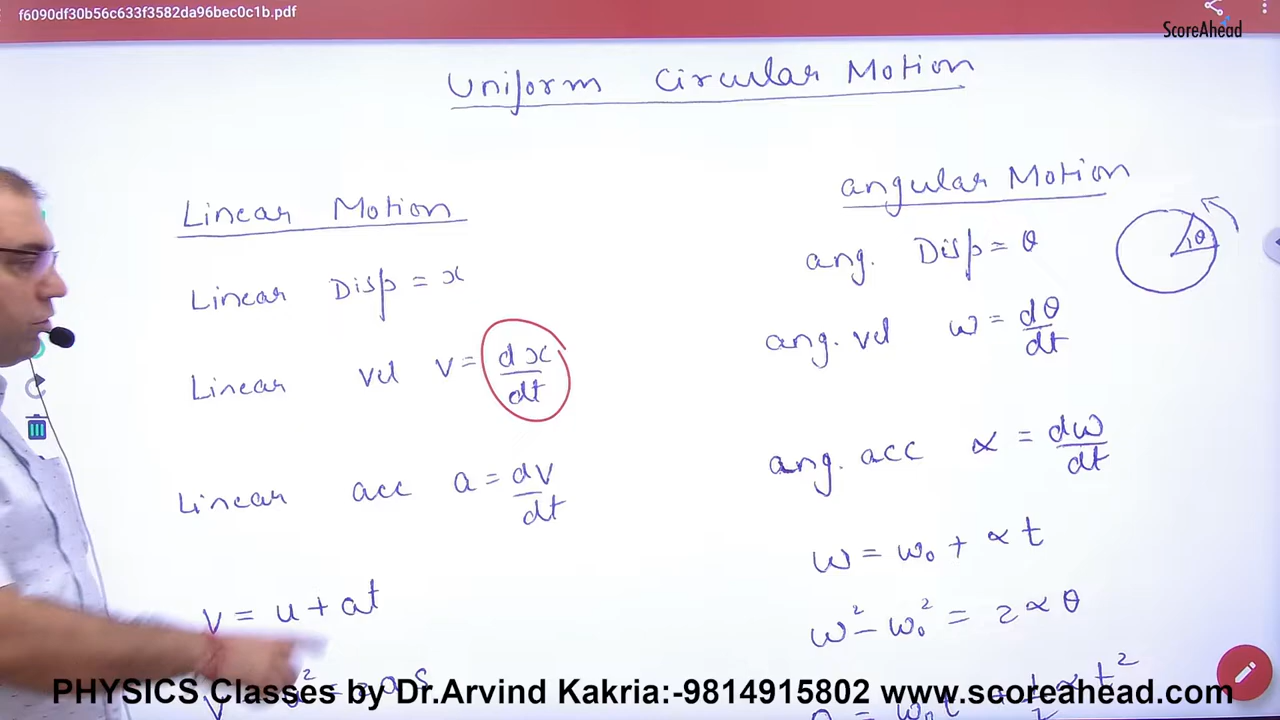 f6090df30b56c633f3582da96bec0c1b.pdf
ScoreAhead
Uniform Circular Motion
Linear Motion
Linear Disp = x
Linear vel v = dx/dt
Linear acc a = dv/dt
v = u + at
angular Motion
ang. Disp = θ
θ
ang. vel ω = dθ/dt
ang. acc α = dω/dt
ω = ω₀ + αt
ω² - ω₀² = 2αθ
PHYSICS Classes by Dr.Arvind Kakria:-9814915802 www.scoreahead.com